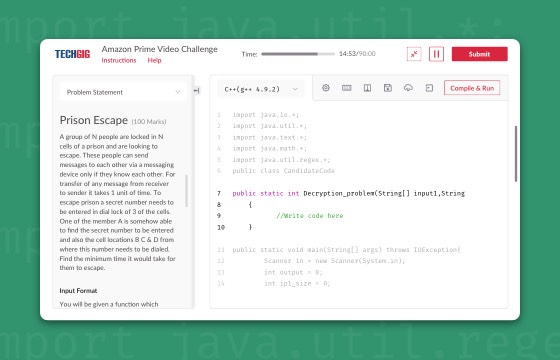 import java.util.*;
TECHGIG
Amazon Prime Video Challenge
Instructions Help
Time: 14:53/90:00
Submit
Problem Statement
C++(g++ 4.9.2)
Compile & Run
Prison Escape (100 Marks)
A group of N people are locked in N
cells of a prison and are looking to
escape. These people can send
messages to each other via a messaging
device only if they know each other. For
transfer of any message from receiver
to sender it takes 1 unit of time. To
escape prison a secret number needs to
be entered in dial lock of 3 of the cells.
One of the member A is somehow able
to find the secret number to be entered
and also the cell locations B C & D from
where this number needs to be dialed.
Find the minimum time it would take for
them to escape.
Input Format
You will be given a function which
1 import java.io.*;
2 import java.util.*;
3 import java.text.*;
4 import java.math.*;
5 import java.util.regex.*;
6 public class CandidateCode
7 public static int Decryption_problem(String[] input1,String
8 {
9 //Write code here
10 }
11 public static void main(String[] args) throws IOException{
12 Scanner in = new Scanner(System.in);
13 int output = 0;
14 int ip1_size = 0;
import java.util.rege